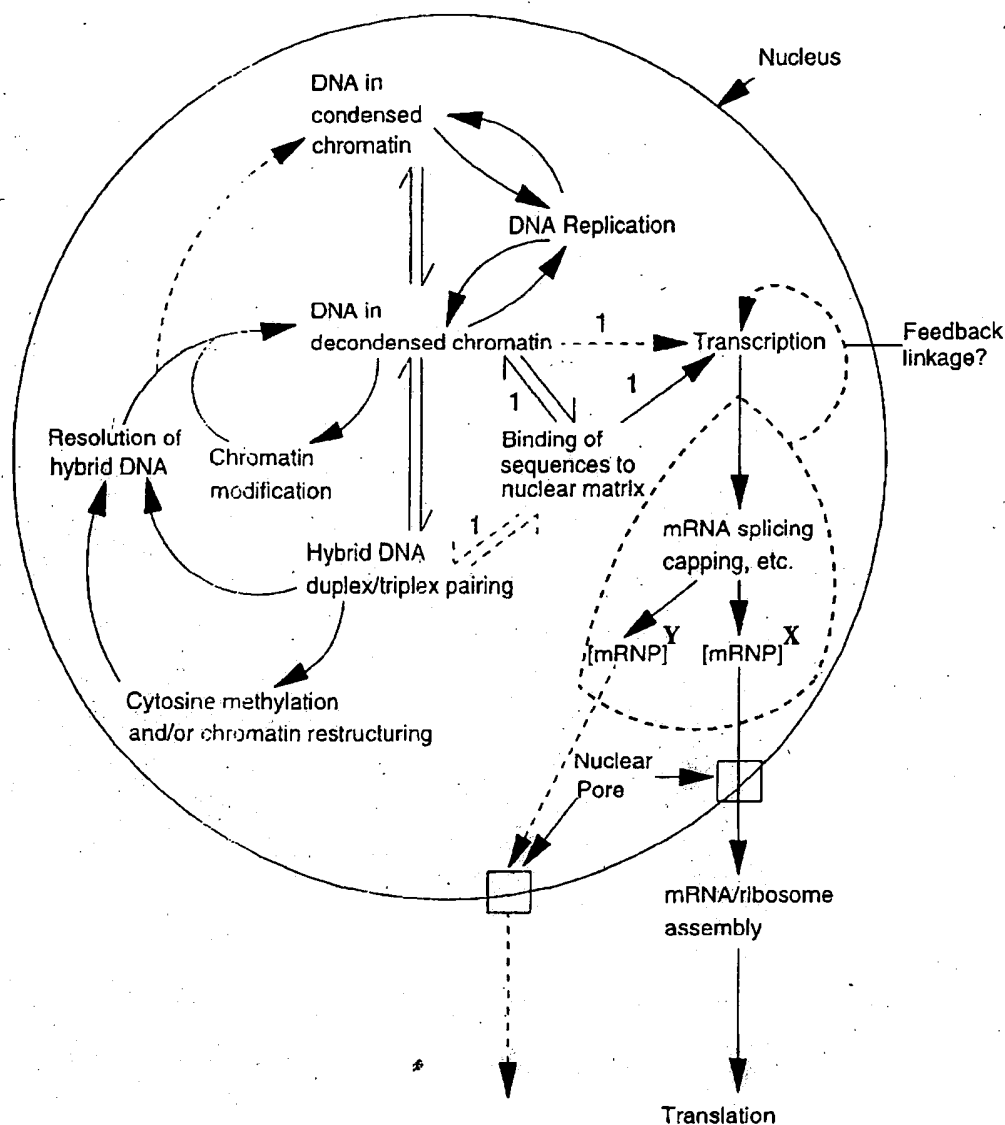 Nucleus
DNA in
condensed
chromatin
DNA Replication
DNA in
decondensed chromatin
1
Transcription
Feedback
linkage?
1
1
Binding of
sequences to
nuclear matrix
Resolution of
hybrid DNA
Chromatin
modification
1
Hybrid DNA
duplex/triplex pairing
mRNA splicing
capping, etc.
[mRNP]Y
[mRNP]X
Cytosine methylation
and/or chromatin restructuring
Nuclear
Pore
mRNA/ribosome
assembly
Translation